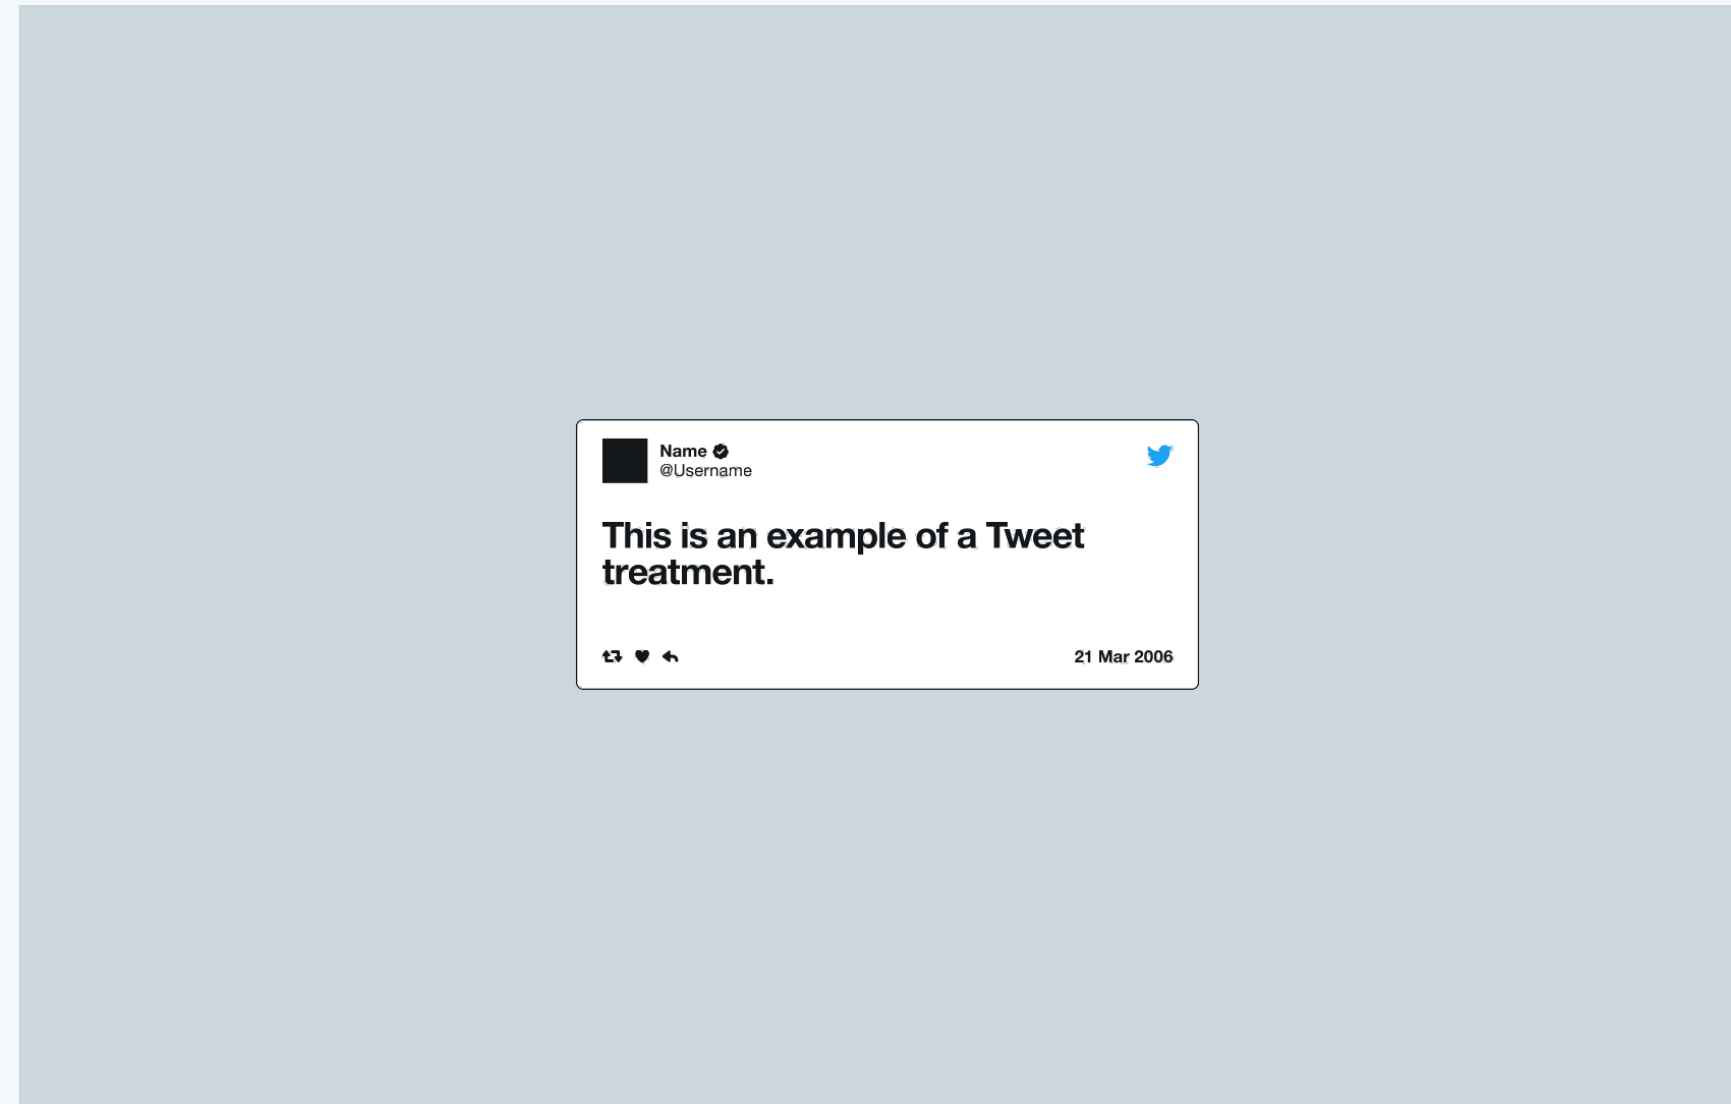 Name
@Username
This is an example of a Tweet
treatment.
21 Mar 2006